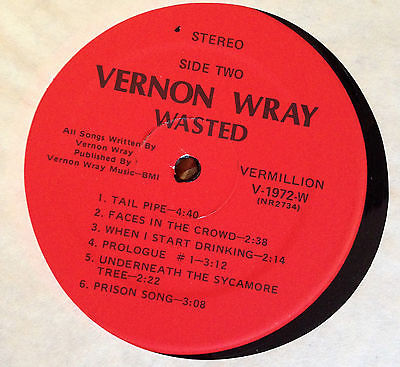 STEREO
SIDE TWO
VERNON WRAY
WASTED
All Songs Written By
Vernon Wray
Published By
Vernon Wray Music—BMI
VERMILLION
V-1972-W
(NR2734)
1. TAIL PIPE—4:40
2. FACES IN THE CROWD—2:38
3. WHEN I START DRINKING—2:14
4. PROLOGUE #1—3:12
5. UNDERNEATH THE SYCAMORE
TREE—2:22
6. PRISON SONG—3:08